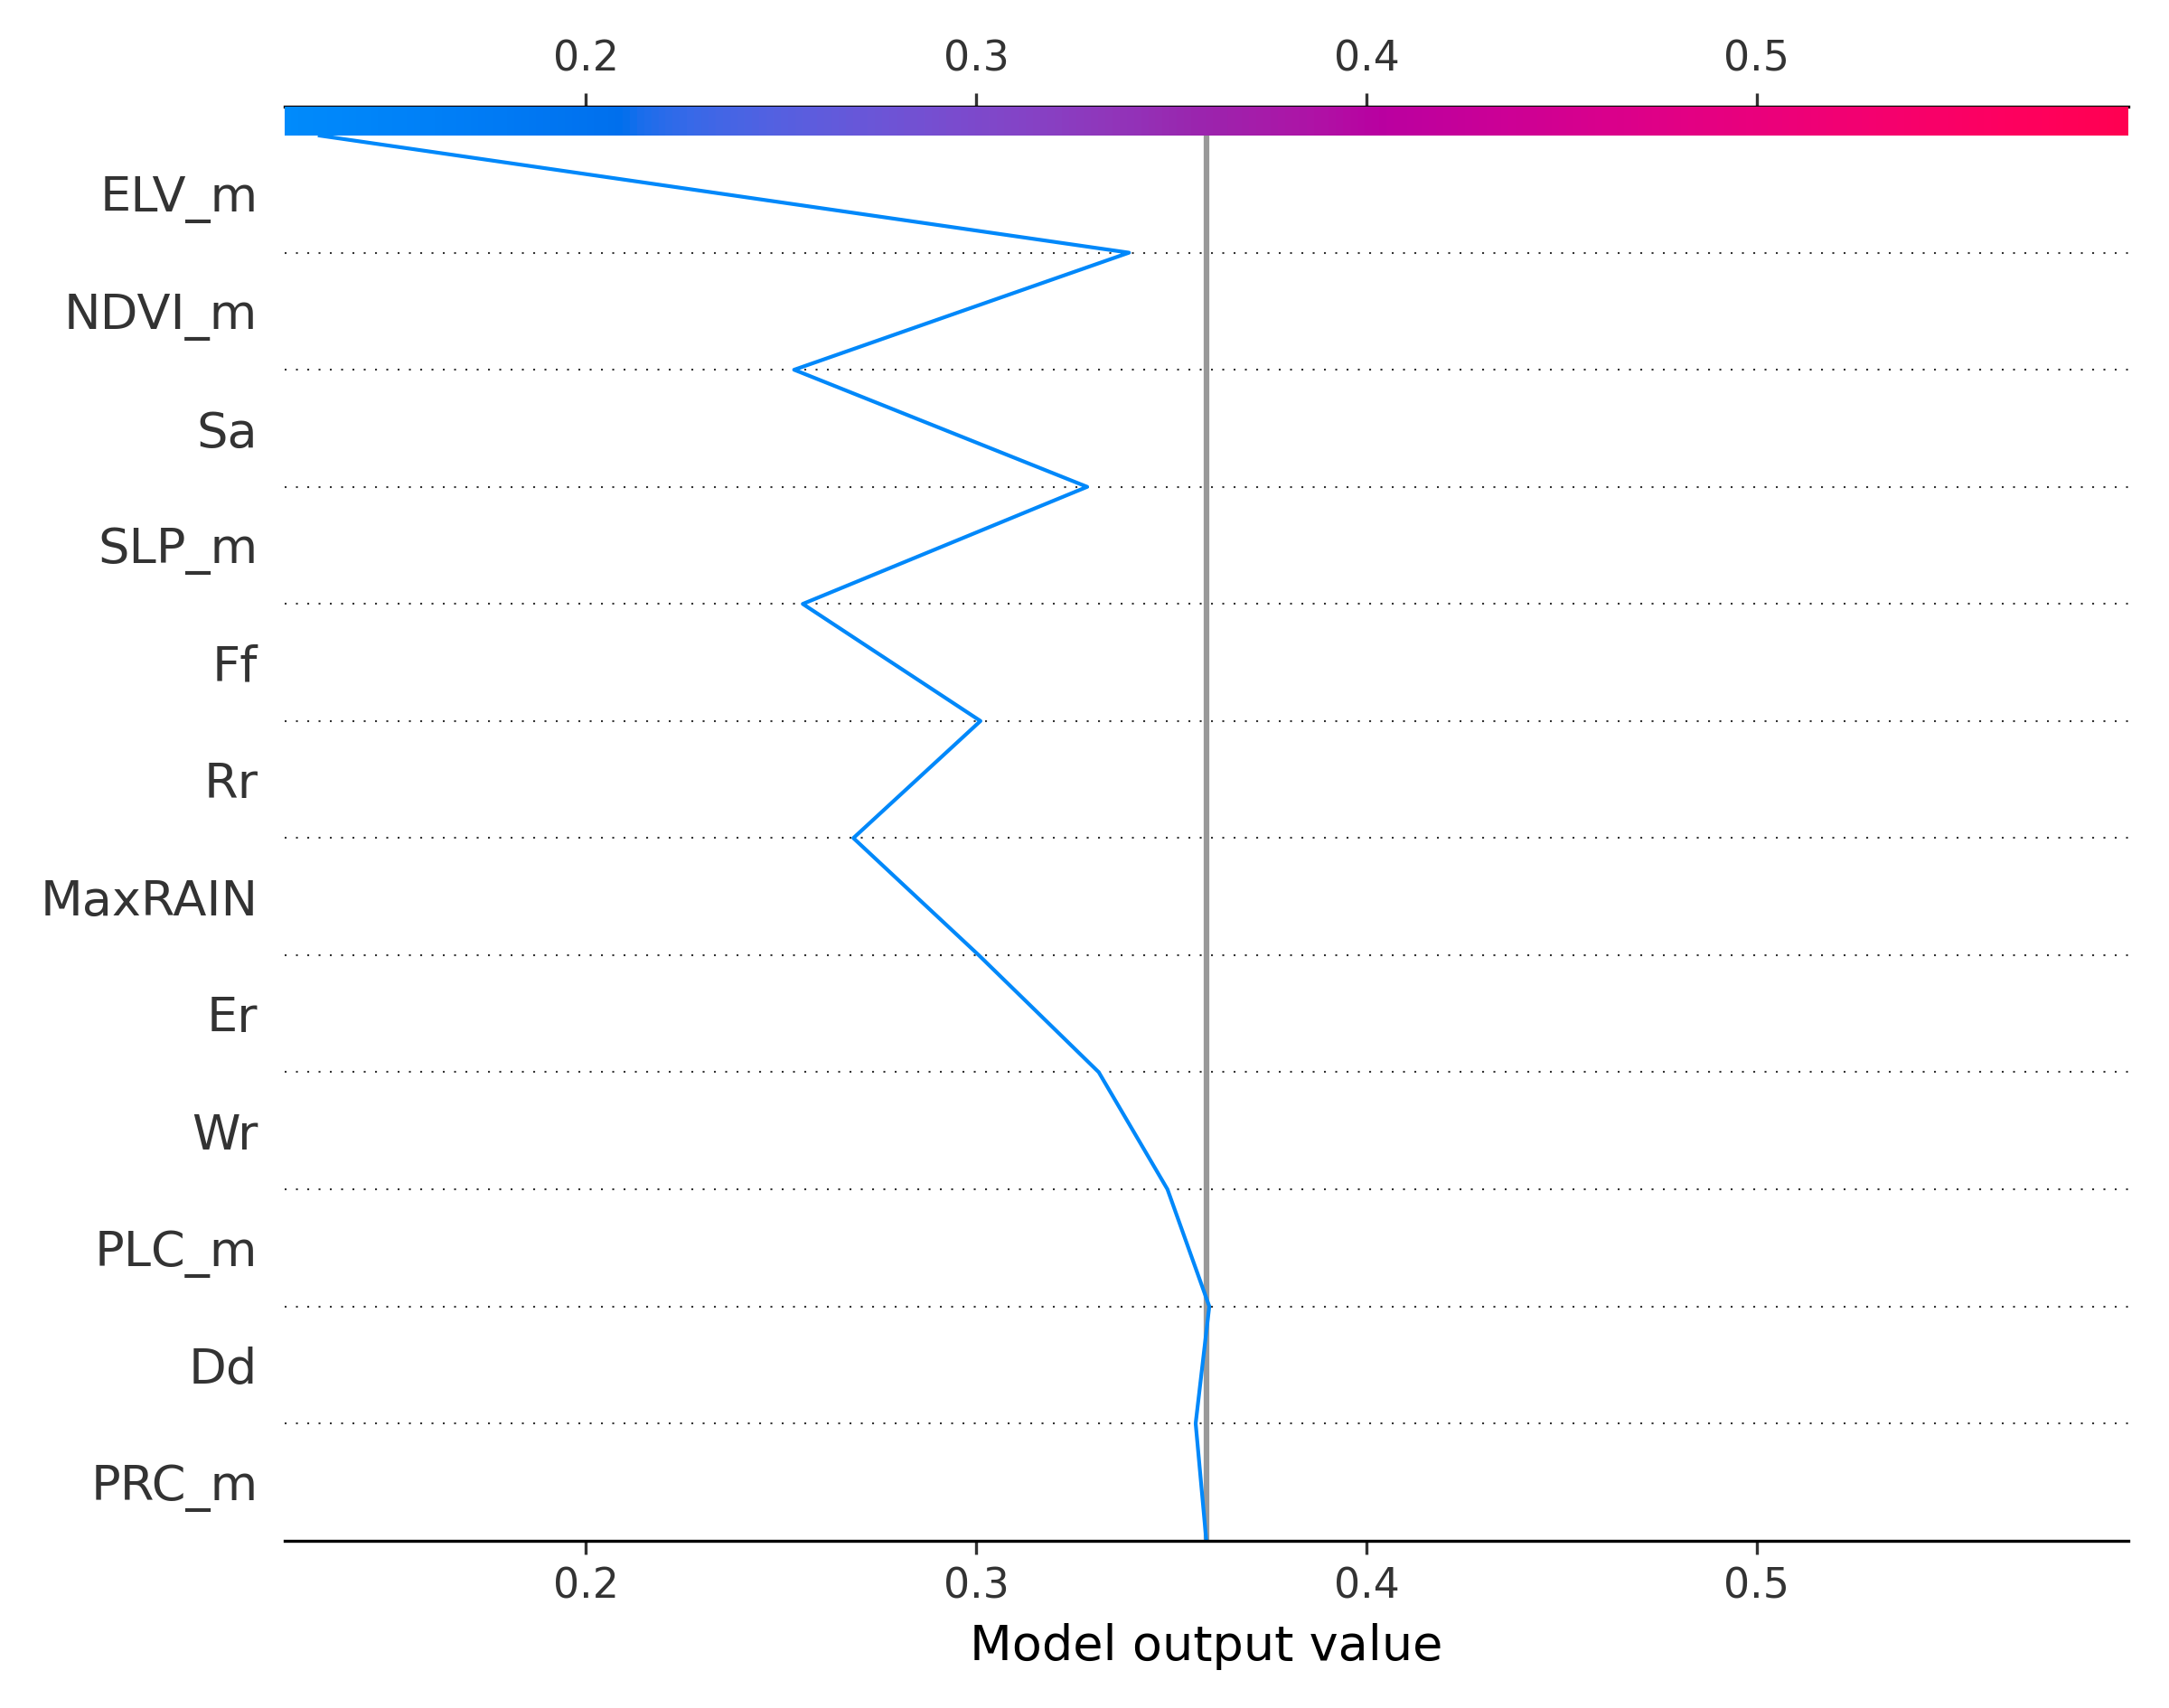 0.2 0.3 0.4 0.5
ELV_m
NDVI_m
Sa
SLP_m
Ff
Rr
MaxRAIN
Er
Wr
PLC_m
Dd
PRC_m
0.2 0.3 0.4 0.5
Model output value